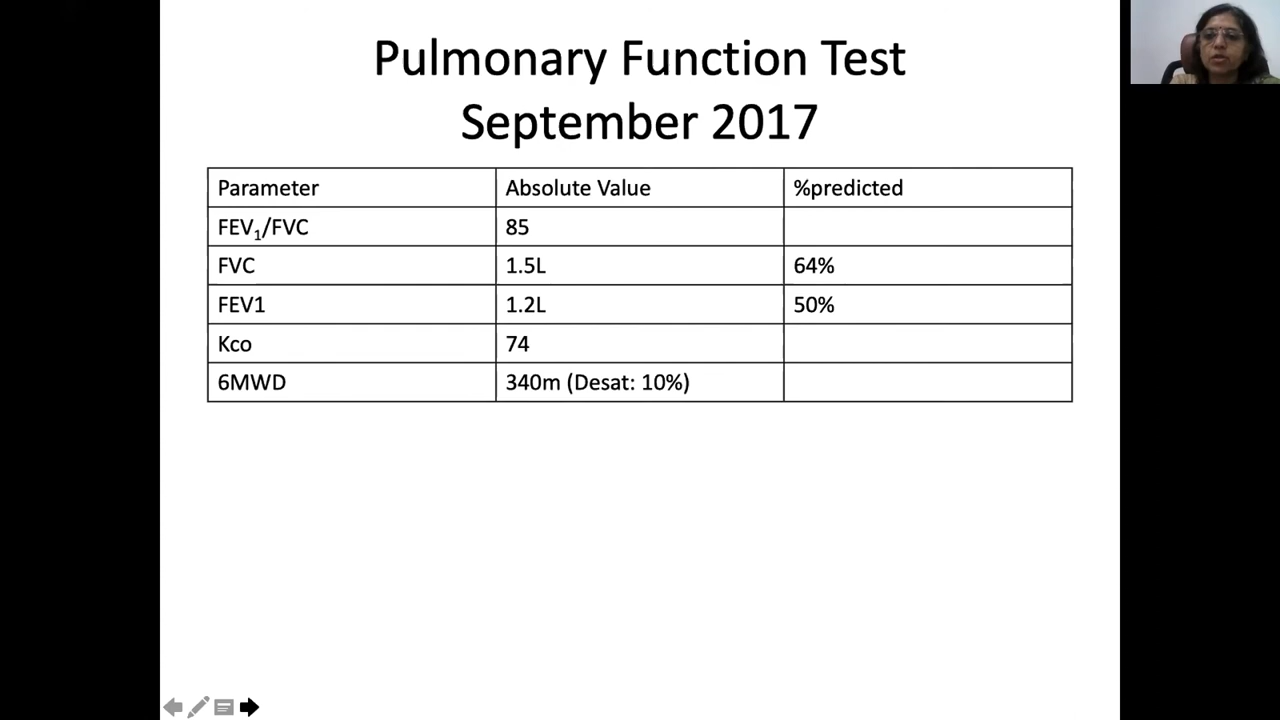 Pulmonary Function Test
September 2017
Parameter Absolute Value %predicted
FEV₁/FVC 85
FVC 1.5L 64%
FEV1 1.2L 50%
Kco 74
6MWD 340m (Desat: 10%)